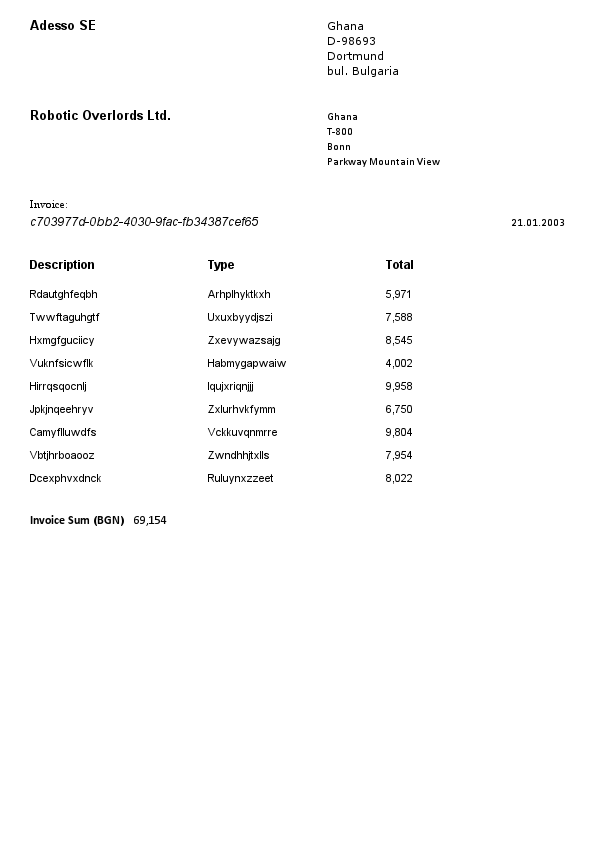 Adesso SE
Ghana
D-98693
Dortmund
bul. Bulgaria
Robotic Overlords Ltd.
Ghana
T-800
Bonn
Parkway Mountain View
Invoice:
c703977d-0bb2-4030-9fac-fb34387cef65 21.01.2003
Description Type Total
Rdautghfeqbh Arhplhyktkxh 5,971
Twwftaguhgtf Uxuxbyydjszi 7,588
Hxmgfguciicy Zxevywazsajg 8,545
Vuknfsicwflk Habmygapwaiw 4,002
Hirrqsqocnlj Iqujxriqnjjj 9,958
Jpkjnqeehryv Zxlurhvkfymm 6,750
Camyflluwdfs Vckkuvqnmrre 9,804
Vbtjhrboaooz Zwndhhjtxlls 7,954
Dcexphvxdnck Ruluynxzzeet 8,022
Invoice Sum (BGN) 69,154